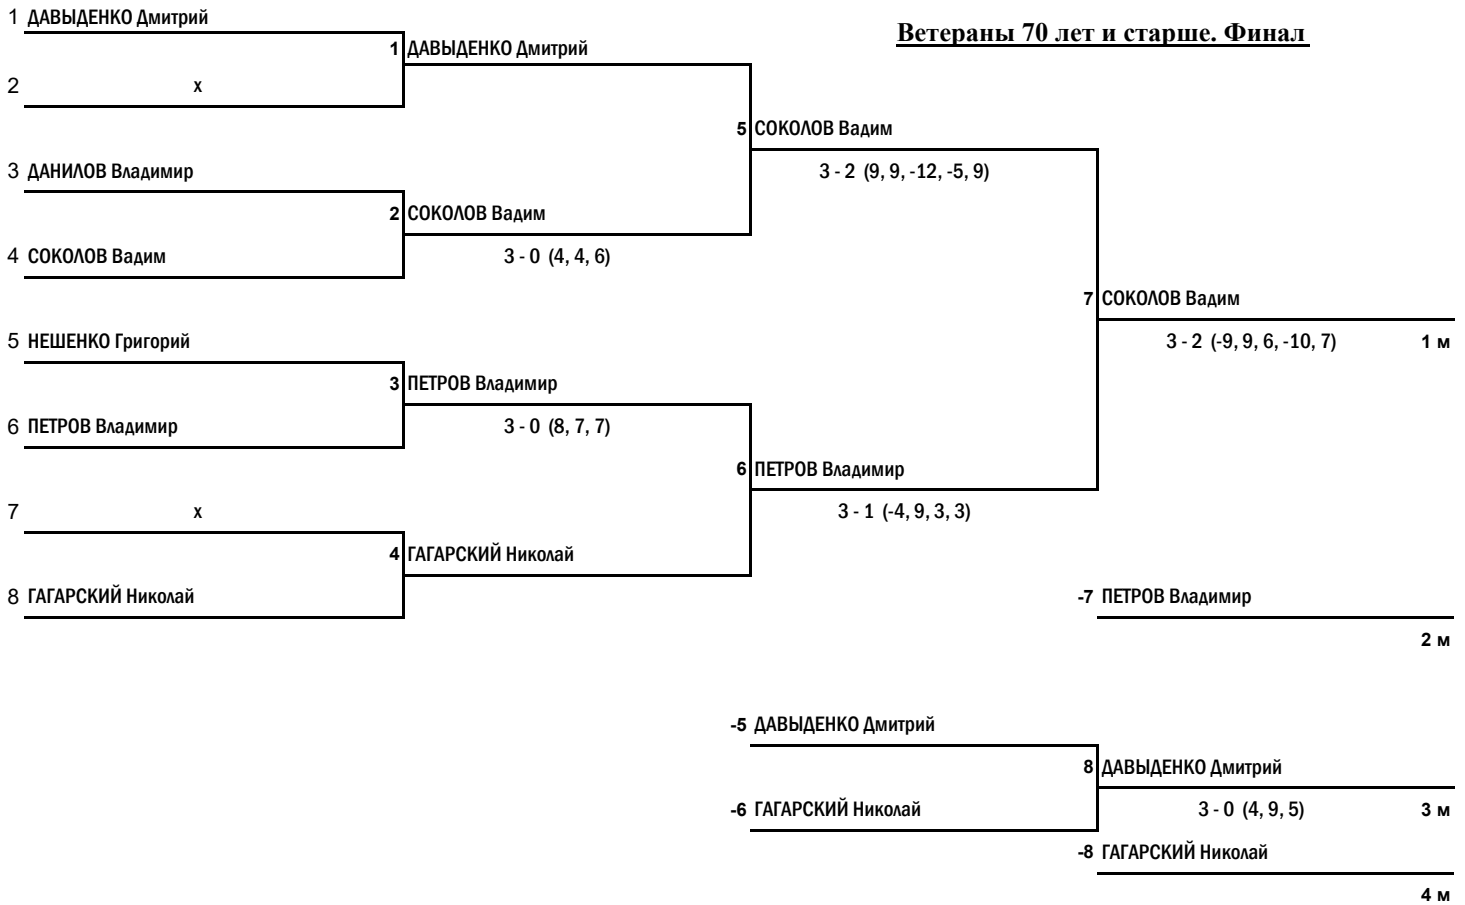 1 ДАВЫДЕНКО Дмитрий
Ветераны 70 лет и старше. Финал
1 ДАВЫДЕНКО Дмитрий
2 х
5 СОКОЛОВ Вадим
3 ДАНИЛОВ Владимир
3 - 2 (9, 9, -12, -5, 9)
2 СОКОЛОВ Вадим
4 СОКОЛОВ Вадим
3 - 0 (4, 4, 6)
7 СОКОЛОВ Вадим
5 НЕШЕНКО Григорий
3 - 2 (-9, 9, 6, -10, 7) 1 м
3 ПЕТРОВ Владимир
6 ПЕТРОВ Владимир
3 - 0 (8, 7, 7)
6 ПЕТРОВ Владимир
7 х
3 - 1 (-4, 9, 3, 3)
4 ГАГАРСКИЙ Николай
8 ГАГАРСКИЙ Николай
-7 ПЕТРОВ Владимир
2 м
-5 ДАВЫДЕНКО Дмитрий
8 ДАВЫДЕНКО Дмитрий
-6 ГАГАРСКИЙ Николай
3 - 0 (4, 9, 5) 3 м
-8 ГАГАРСКИЙ Николай
4 м